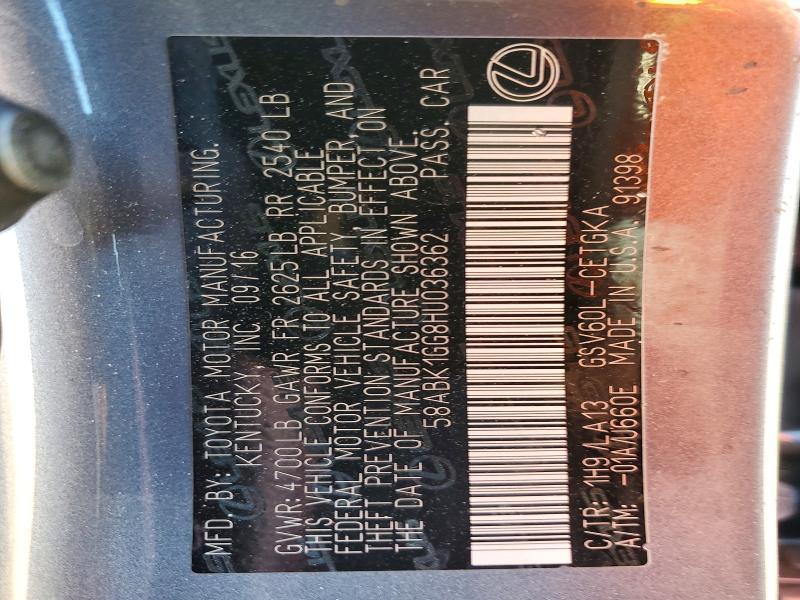 MFD. BY: TOYOTA MOTOR MANUFACTURING,
KENTUCKY, INC. 09/16
GVWR: 4700LB GAWR FR 2625LB RR 2540 LB
THIS VEHICLE CONFORMS TO ALL APPLICABLE
FEDERAL MOTOR VEHICLE SAFETY, BUMPER, AND
THEFT PREVENTION STANDARDS IN EFFECT ON
THE DATE OF MANUFACTURE SHOWN ABOVE.
58ABK1GG8HU036362 PASS. CAR
C/TR: 1H9/LA13 GSV60L-CETGKA
A/TM: -01A/U660E MADE IN U.S.A. 91398